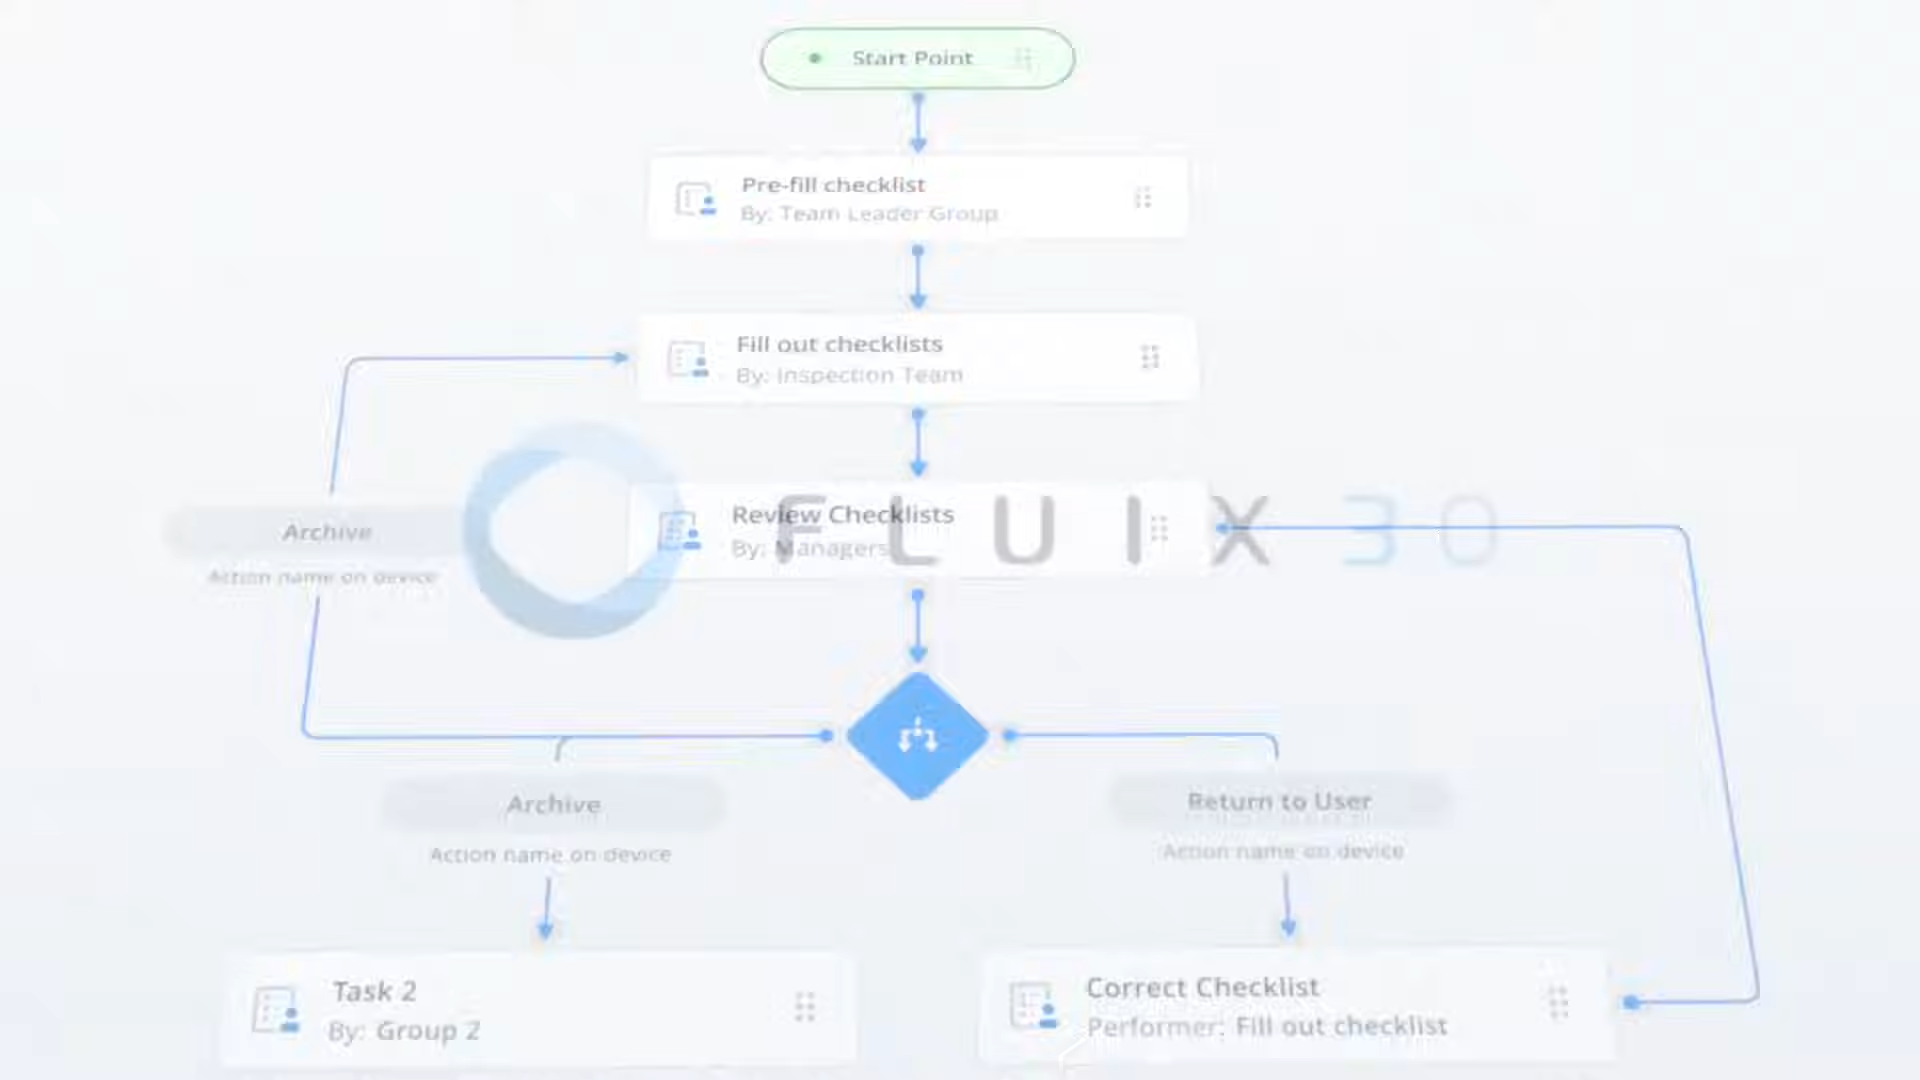 Start Point
Pre-fill checklist
By: Team Leader Group
Fill out checklists
By: Inspection Team
Review Checklists
By: Managers
FLUIX 30
Archive
Action name on device
Archive
Action name on device
Return to User
Action name on device
Task 2
By: Group 2
Correct Checklist
Performer: Fill out checklist